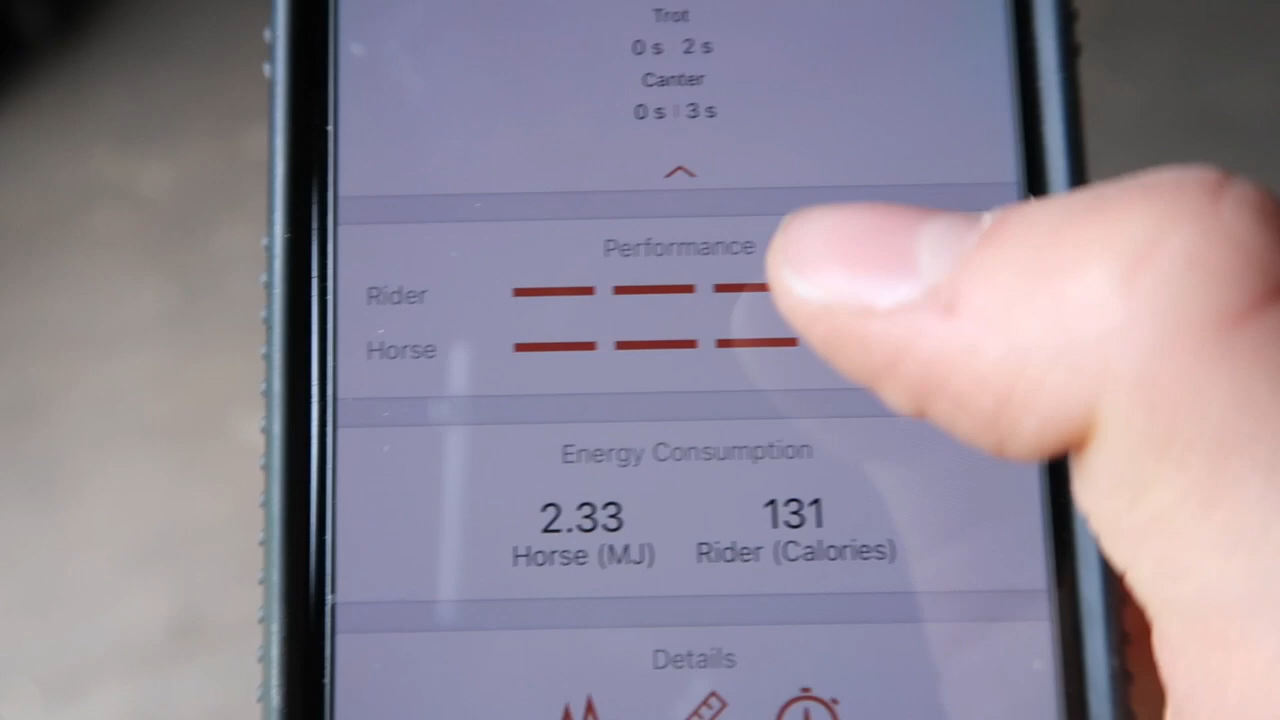 Trot
0 s 2 s
Canter
0 s | 3 s
Performance
Rider
Horse
Energy Consumption
2.33 131
Horse (MJ) Rider (Calories)
Details